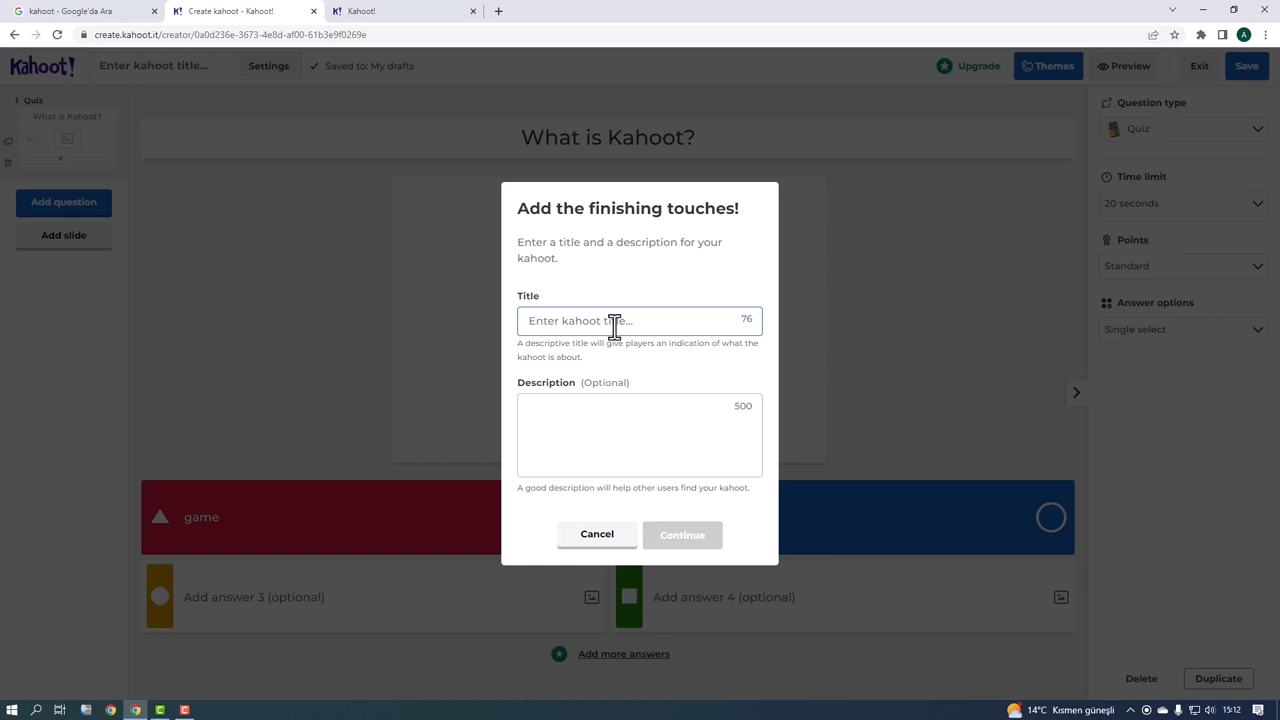 kahoot - Google'da Ara
Create kahoot - Kahoot!
Kahoot!
create.kahoot.it/creator/0a0d236e-3673-4e8d-af00-61b3e9f0269e
A
Kahoot!
Enter kahoot title...
Settings
Saved to: My drafts
Upgrade
Themes
Preview
Exit
Save
1 Quiz
What is Kahoot?
Add question
Add slide
What is Kahoot?
Add the finishing touches!
Enter a title and a description for your
kahoot.
Title
Enter kahoot title...
76
A descriptive title will give players an indication of what the
kahoot is about.
Description (Optional)
500
A good description will help other users find your kahoot.
Cancel
Continue
game
Add answer 3 (optional)
Add answer 4 (optional)
Add more answers
Question type
Quiz
Time limit
20 seconds
Points
Standard
Answer options
Single select
Delete
Duplicate
14°C Kısmen güneşli
15:12